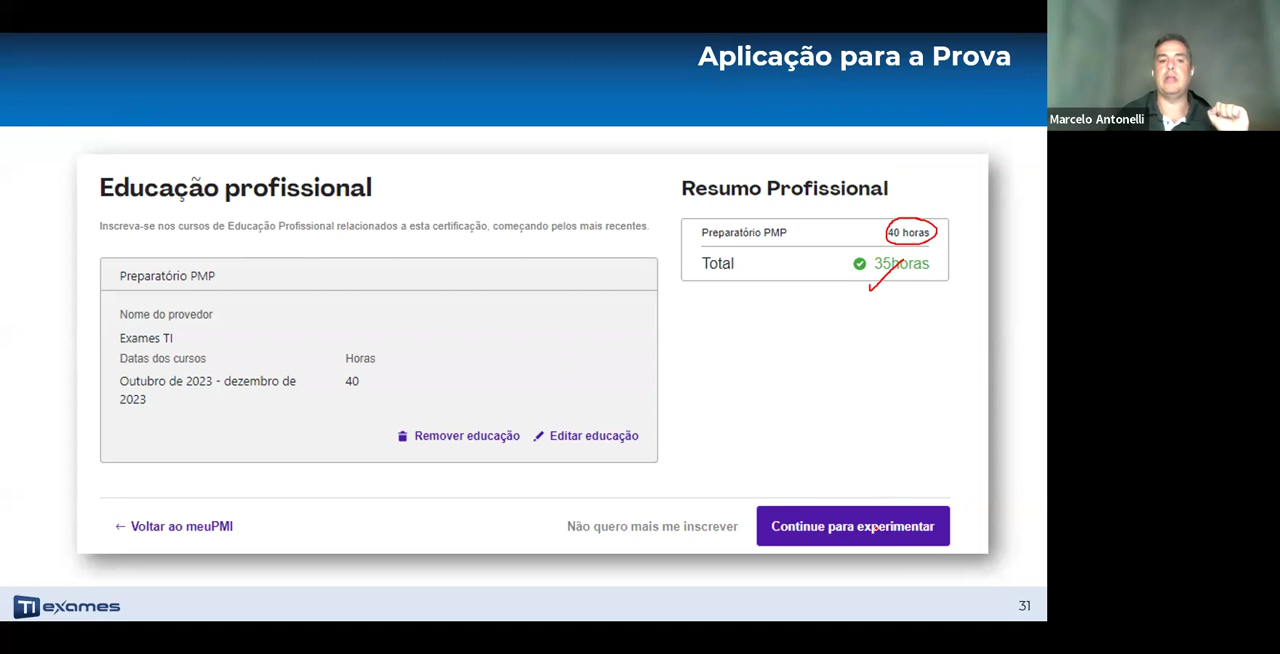 Aplicação para a Prova
Marcelo Antonelli
Educação profissional
Inscreva-se nos cursos de Educação Profissional relacionados a esta certificação, começando pelos mais recentes.
Preparatório PMP
Nome do provedor
Exames TI
Datas dos cursos
Horas
Outubro de 2023 - dezembro de
2023
40
Remover educação
Editar educação
Resumo Profissional
Preparatório PMP
40 horas
Total
35horas
← Voltar ao meuPMI
Não quero mais me inscrever
Continue para experimentar
TI exames
31